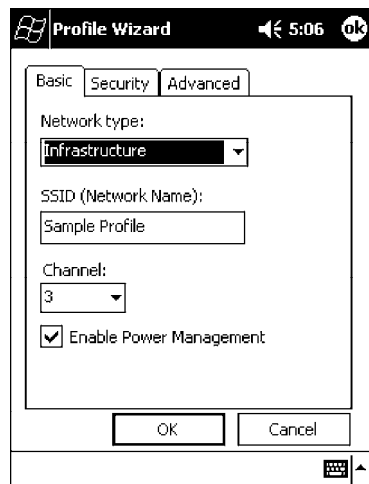 Profile Wizard 5:06 ok
Basic Security Advanced
Network type:
Infrastructure
SSID (Network Name):
Sample Profile
Channel:
3
Enable Power Management
OK Cancel